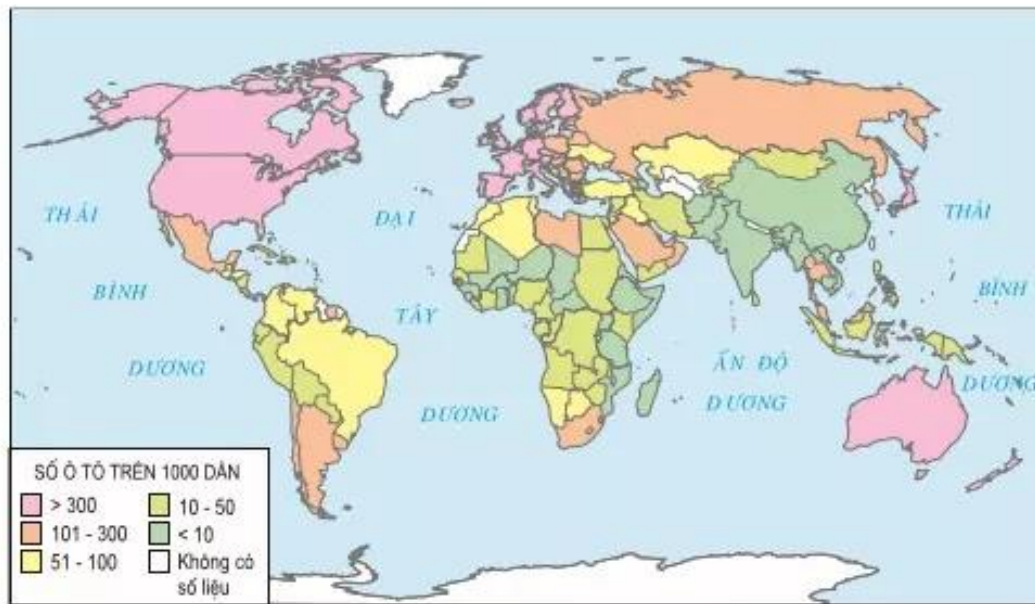 THÁI
ĐẠI
THÁI
BÌNH
TÂY
BÌNH
DƯƠNG
DƯƠNG
ẤN ĐỘ
DƯƠNG
DƯƠNG
SỐ Ô TÔ TRÊN 1000 DÂN
> 300
10 - 50
101 - 300
< 10
51 - 100
Không có
số liệu